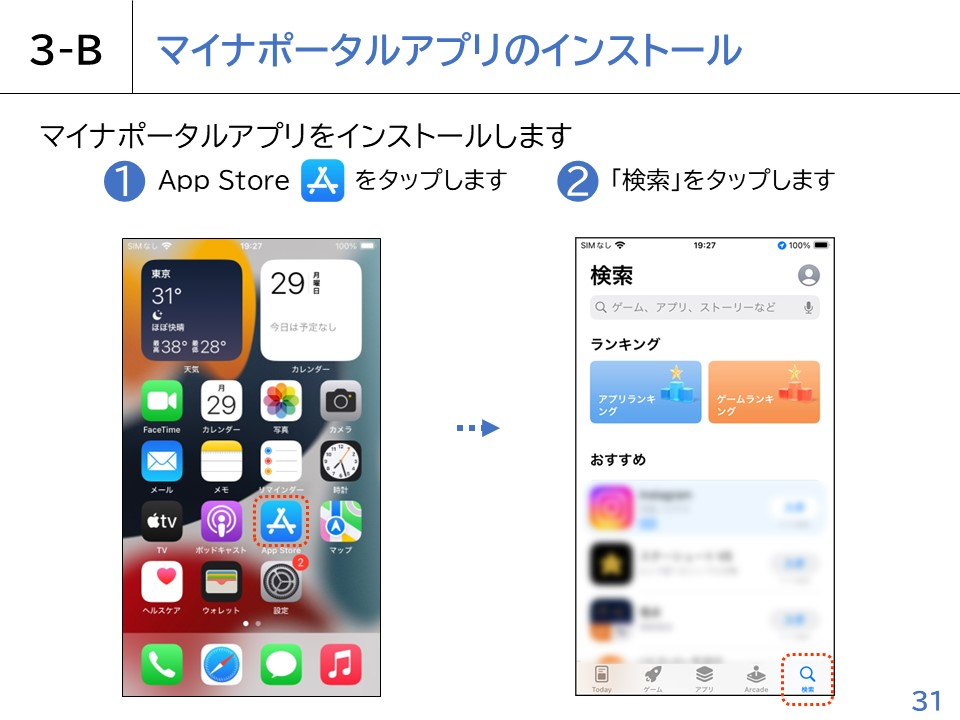 3-B
マイナポータルアプリのインストール
マイナポータルアプリをインストールします
1 App Store をタップします
2 「検索」をタップします
SIMなし 19:27 100%
東京
31°
ほぼ快晴
最高38° 最低28°
天気
29 月曜日
今日は予定なし
カレンダー
月
29
FaceTime カレンダー 写真 カメラ
メール メモ リマインダー 時計
tv
TV ポッドキャスト App Store マップ
2
ヘルスケア ウォレット 設定
SIMなし 19:27 100%
検索
ゲーム、アプリ、ストーリーなど
ランキング
アプリランキング
ゲームランキング
おすすめ
Instagram
Today ゲーム アプリ Arcade 検索
31